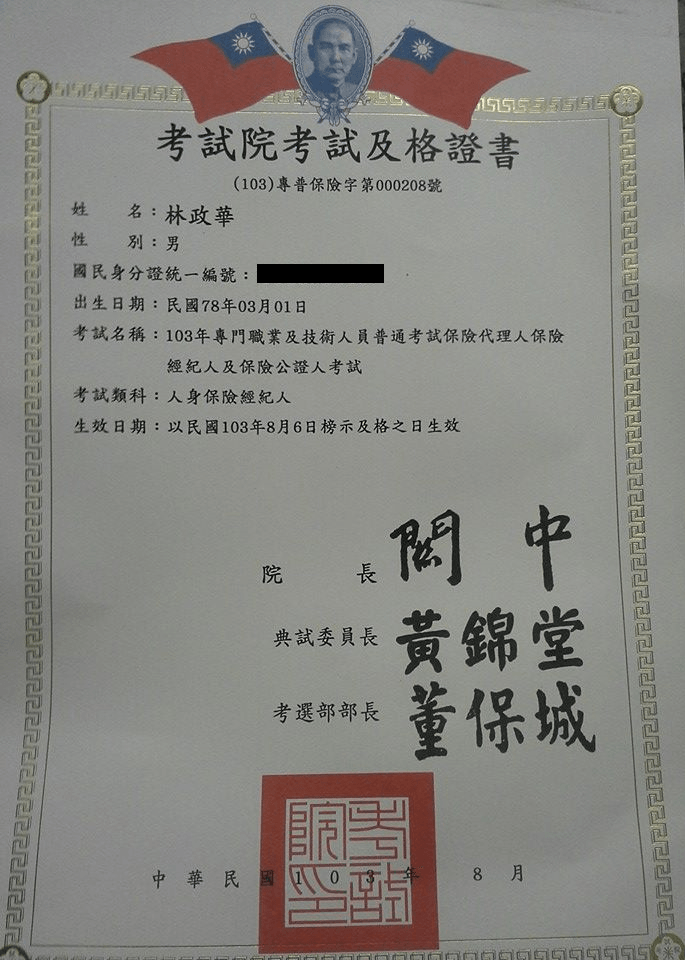 考試院考試及格證書
(103)專普保險字第000208號
姓　　名：林政華
性　　別：男
國民身分證統一編號：
出生日期：民國78年03月01日
考試名稱：103年專門職業及技術人員普通考試保險代理人保險
經紀人及保險公證人考試
考試類科：人身保險經紀人
生效日期：以民國103年8月6日榜示及格之日生效
院　　長 關　中
典試委員長 黃錦堂
考選部部長 董保城
考試院印
中華民國103年8月